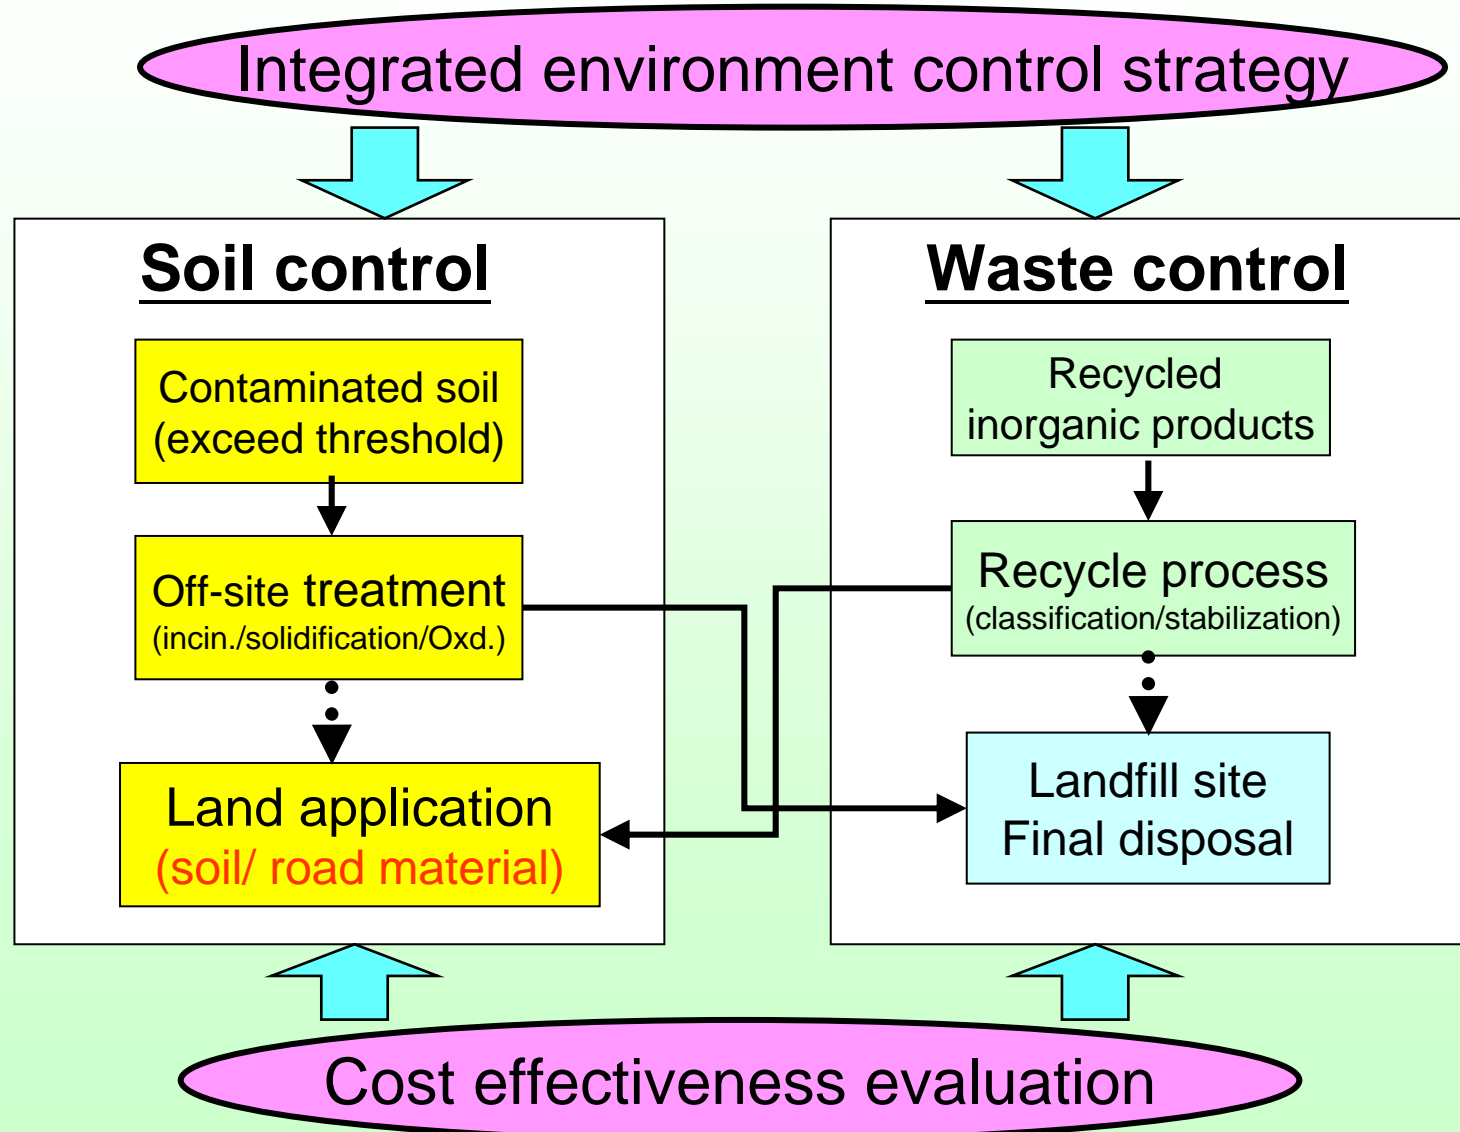 Integrated environment control strategy
Soil control
Contaminated soil
(exceed threshold)
Off-site treatment
(incin./solidification/Oxd.)
Land application
(soil/ road material)
Waste control
Recycled
inorganic products
Recycle process
(classification/stabilization)
Landfill site
Final disposal
Cost effectiveness evaluation